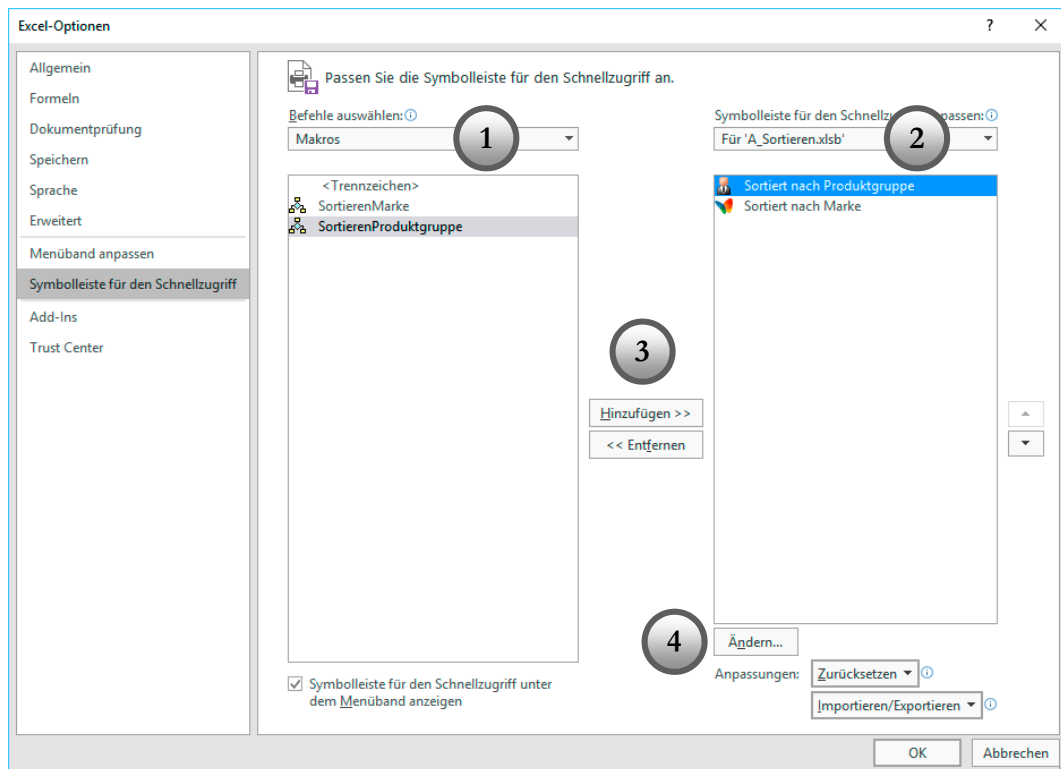 Excel-Optionen
?
Allgemein
Formeln
Dokumentprüfung
Speichern
Sprache
Erweitert
Menüband anpassen
Symbolleiste für den Schnellzugriff
Add-Ins
Trust Center
Passen Sie die Symbolleiste für den Schnellzugriff an.
Befehle auswählen:
Makros
1
<Trennzeichen>
SortierenMarke
SortierenProduktgruppe
Symbolleiste für den Schnellzu passen:
Für 'A_Sortieren.xlsb'
2
Sortiert nach Produktgruppe
Sortiert nach Marke
3
Hinzufügen >>
<< Entfernen
4
Ändern...
Anpassungen:
Zurücksetzen
Importieren/Exportieren
Symbolleiste für den Schnellzugriff unter
dem Menüband anzeigen
OK
Abbrechen